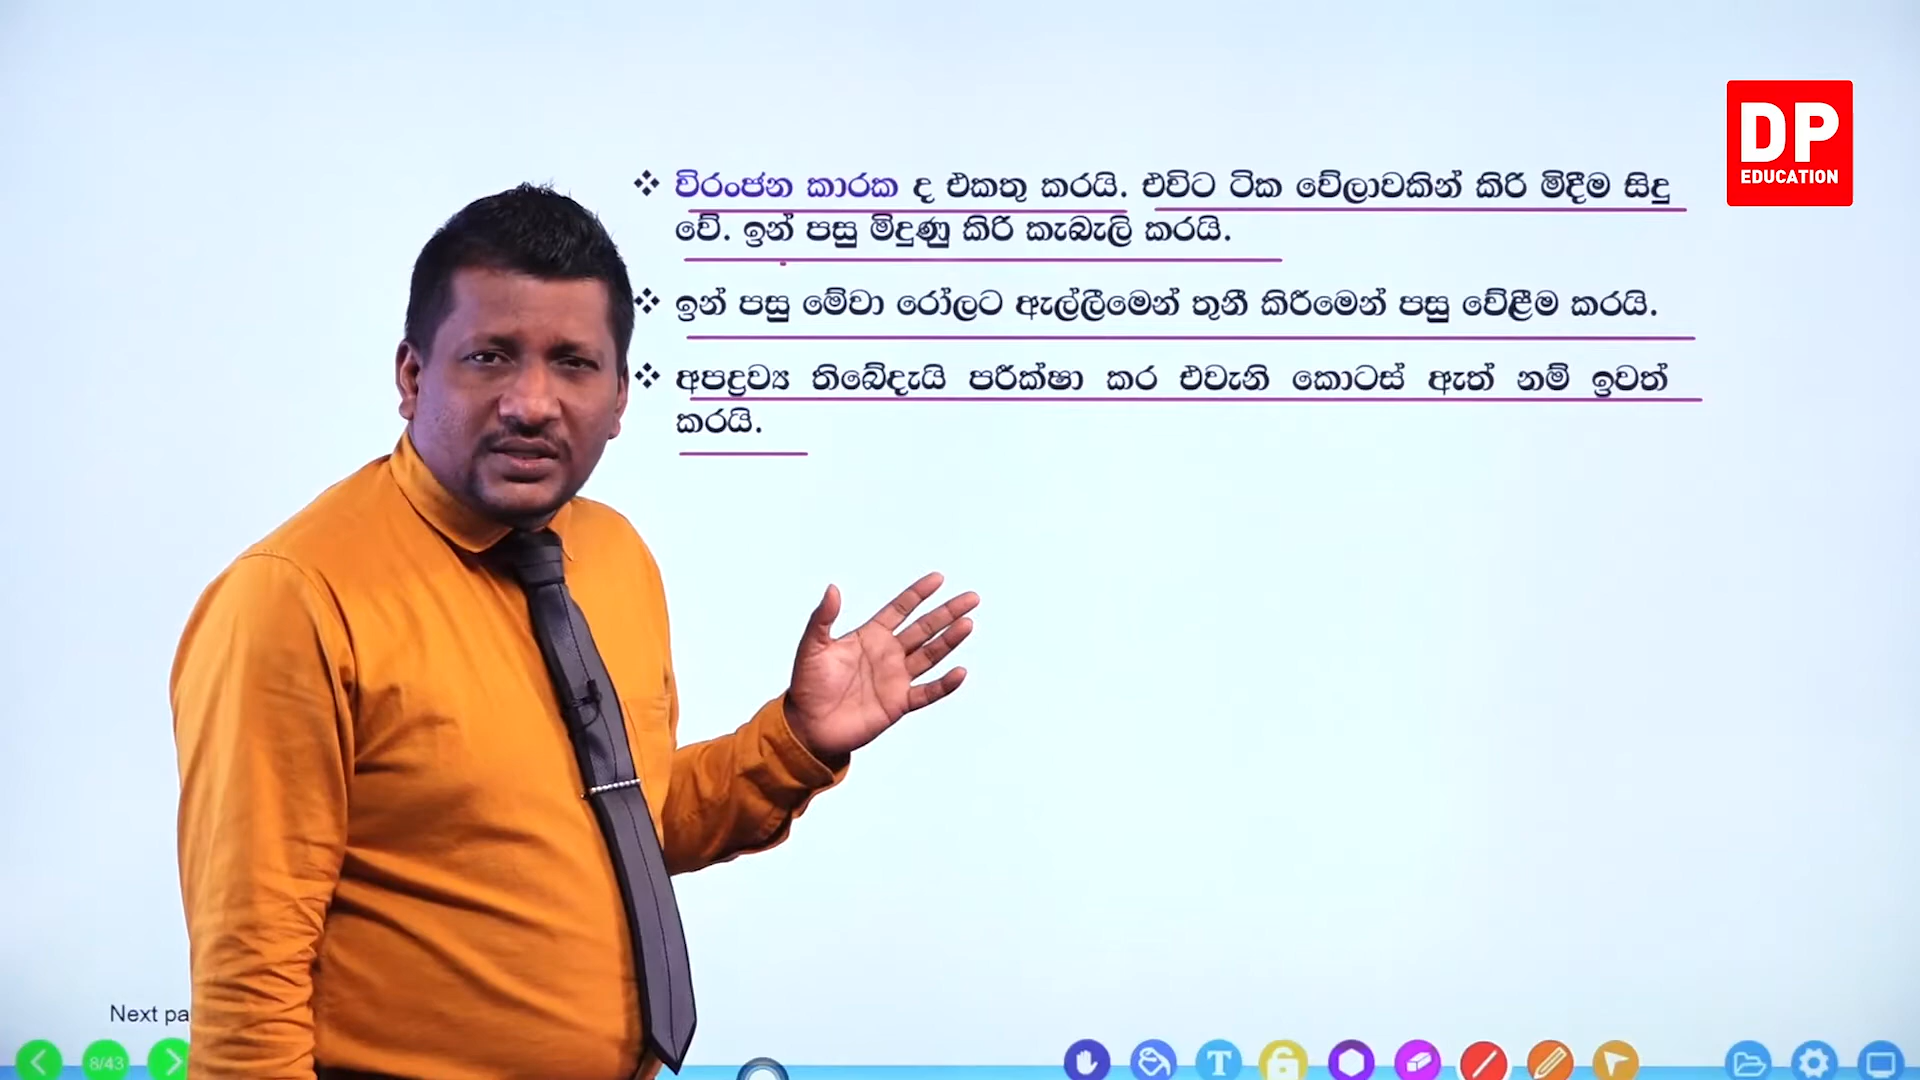 DP
EDUCATION
❖ විරංජන කාරක ද එකතු කරයි. එවිට ටික වේලාවකින් කිරි මිදීම සිදු
වේ. ඉන් පසු මිදුණු කිරි කැබැලි කරයි.
❖ ඉන් පසු මේවා රෝලට ඇල්ලීමෙන් තුනී කිරීමෙන් පසු වේළීම කරයි.
❖ අපද්‍රව්‍ය තිබේදැයි පරීක්ෂා කර එවැනි කොටස් ඇත් නම් ඉවත්
කරයි.
Next pa
8/43
T